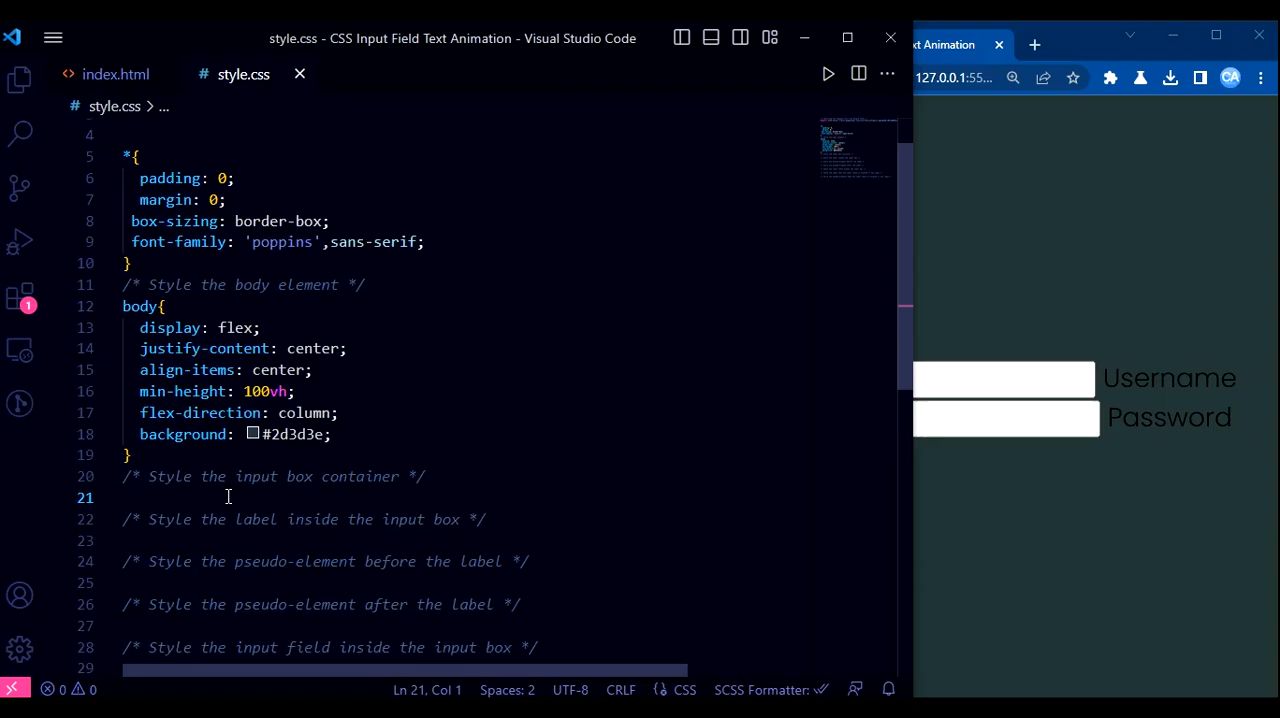 style.css - CSS Input Field Text Animation - Visual Studio Code
index.html
# style.css
# style.css > ...
4
5 *{
6 padding: 0;
7 margin: 0;
8 box-sizing: border-box;
9 font-family: 'poppins',sans-serif;
10 }
11 /* Style the body element */
12 body{
13 display: flex;
14 justify-content: center;
15 align-items: center;
16 min-height: 100vh;
17 flex-direction: column;
18 background: #2d3d3e;
19 }
20 /* Style the input box container */
21
22 /* Style the label inside the input box */
23
24 /* Style the pseudo-element before the label */
25
26 /* Style the pseudo-element after the label */
27
28 /* Style the input field inside the input box */
29
1
0 0
Ln 21, Col 1
Spaces: 2
UTF-8
CRLF
CSS
SCSS Formatter:
xt Animation
127.0.0.1:55...
CA
Username
Password